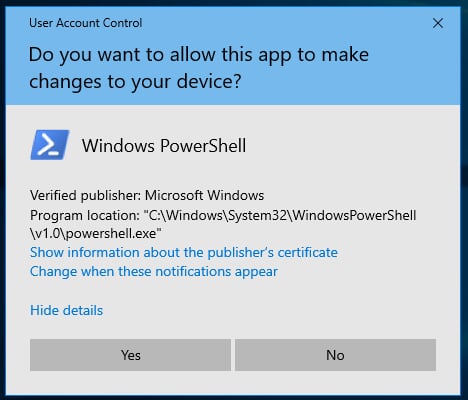 User Account Control
Do you want to allow this app to make
changes to your device?
Windows PowerShell
Verified publisher: Microsoft Windows
Program location: "C:\Windows\System32\WindowsPowerShell
\v1.0\powershell.exe"
Show information about the publisher's certificate
Change when these notifications appear
Hide details
Yes
No